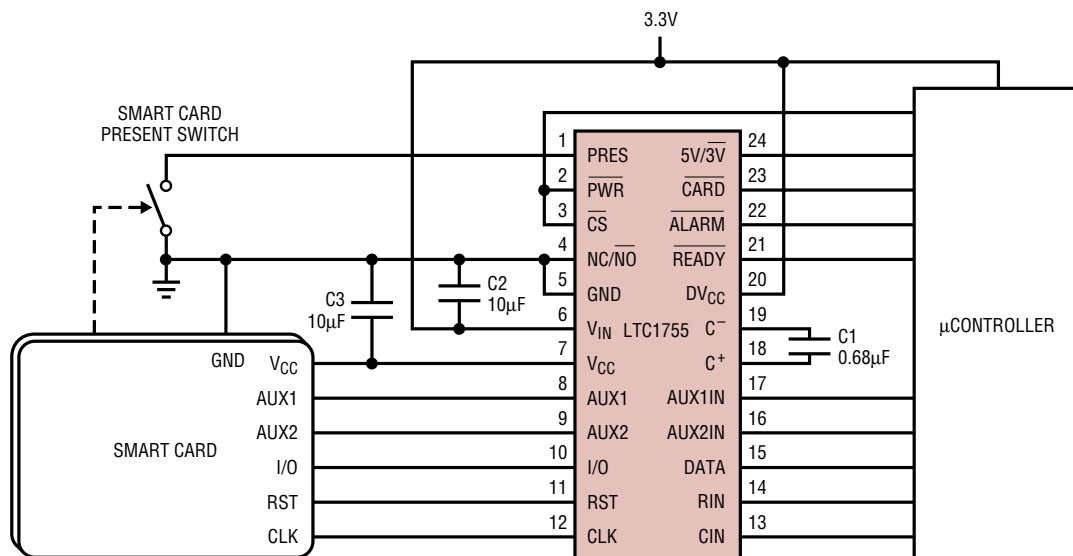 3.3V
SMART CARD
PRESENT SWITCH
1 PRES 5V/3V 24
2 PWR CARD 23
3 CS ALARM 22
4 NC/NO READY 21
5 GND DVCC 20
6 VIN LTC1755 C– 19
7 VCC C+ 18
8 AUX1 AUX1IN 17
9 AUX2 AUX2IN 16
10 I/O DATA 15
11 RST RIN 14
12 CLK CIN 13
C3
10µF
C2
10µF
C1
0.68µF
µCONTROLLER
GND VCC
AUX1
AUX2
SMART CARD
I/O
RST
CLK